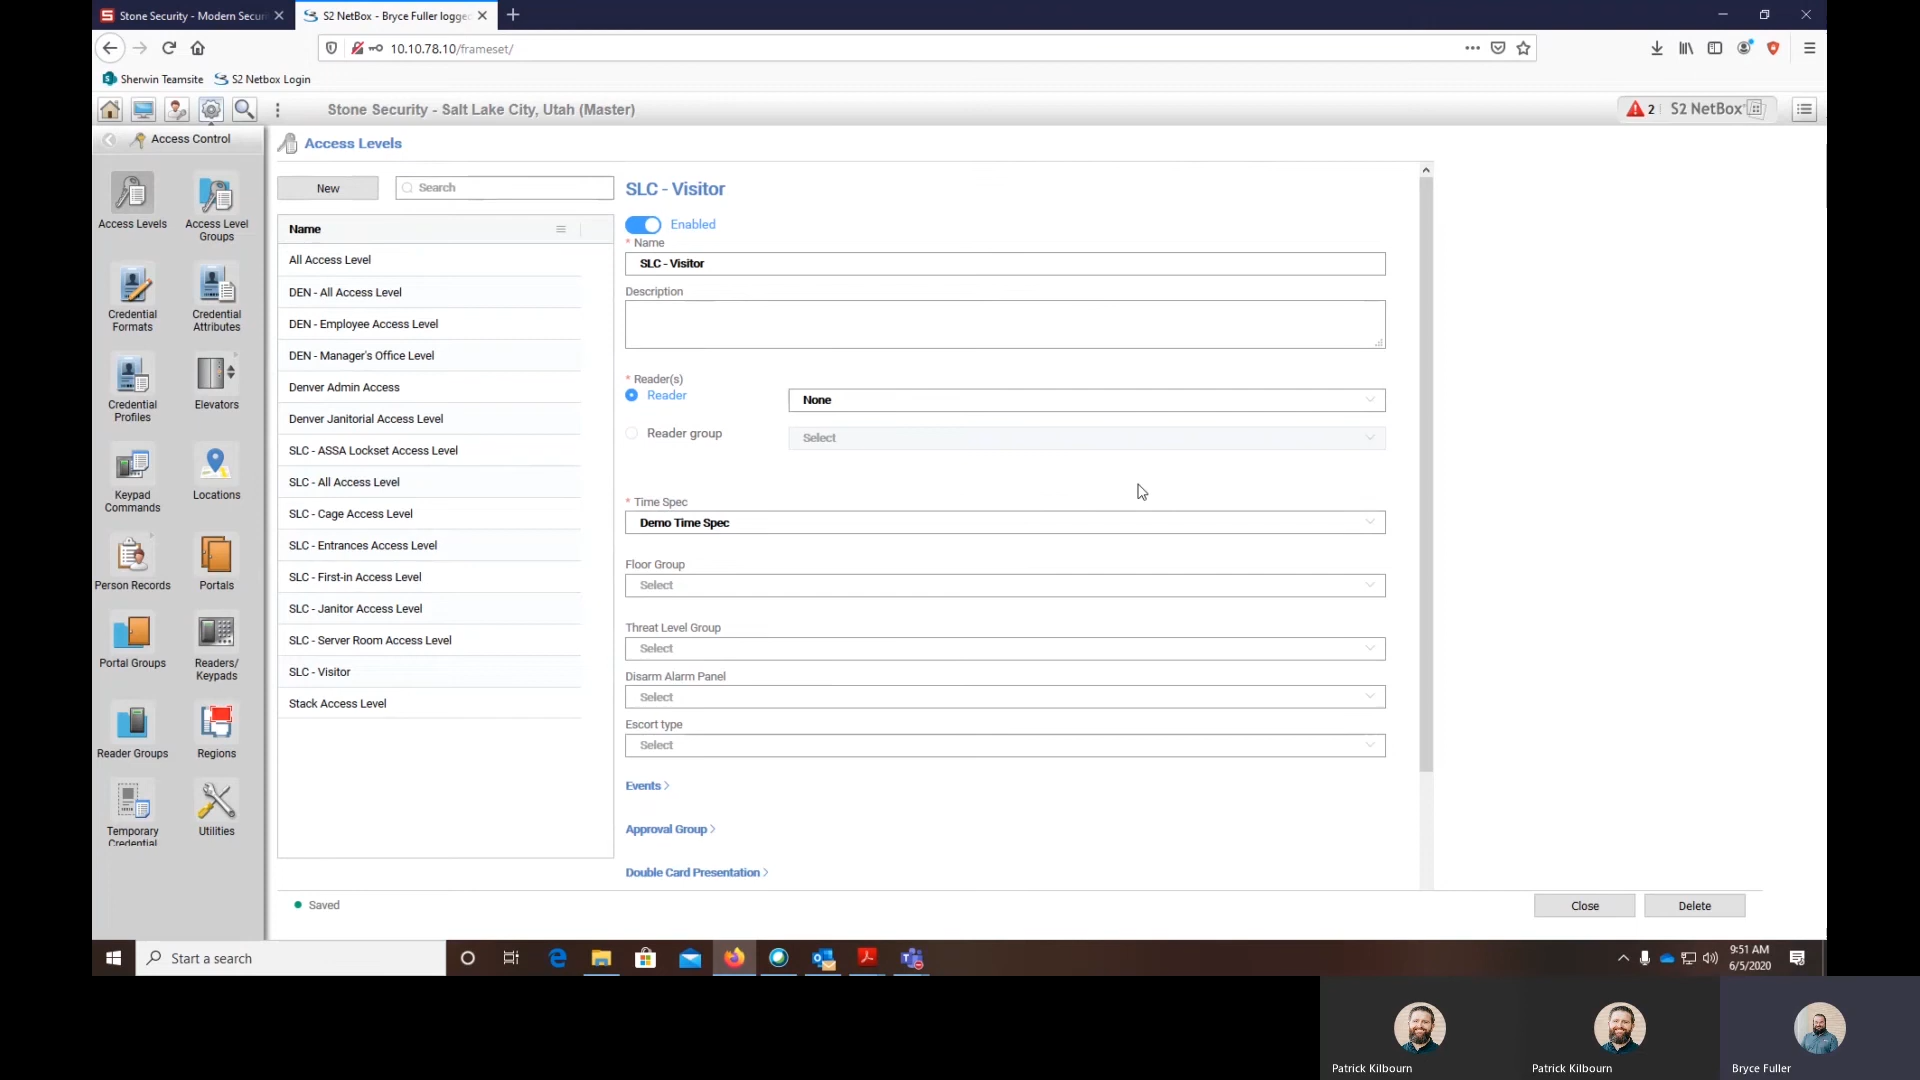 Stone Security - Modern Secur
S2 NetBox - Bryce Fuller logge
10.10.78.10/frameset/
Sherwin Teamsite
S2 Netbox Login
Stone Security - Salt Lake City, Utah (Master)
2
S2 NetBox
Access Control
Access Levels
Access Levels
Access Level Groups
Credential Formats
Credential Attributes
Credential Profiles
Elevators
Keypad Commands
Locations
Person Records
Portals
Portal Groups
Readers/ Keypads
Reader Groups
Regions
Temporary Credential
Utilities
New
Search
Name
All Access Level
DEN - All Access Level
DEN - Employee Access Level
DEN - Manager's Office Level
Denver Admin Access
Denver Janitorial Access Level
SLC - ASSA Lockset Access Level
SLC - All Access Level
SLC - Cage Access Level
SLC - Entrances Access Level
SLC - First-in Access Level
SLC - Janitor Access Level
SLC - Server Room Access Level
SLC - Visitor
Stack Access Level
SLC - Visitor
Enabled
* Name
SLC - Visitor
Description
* Reader(s)
Reader
None
Reader group
Select
* Time Spec
Demo Time Spec
Floor Group
Select
Threat Level Group
Select
Disarm Alarm Panel
Select
Escort type
Select
Events >
Approval Group >
Double Card Presentation >
Saved
Close
Delete
Start a search
9:51 AM
6/5/2020
Patrick Kilbourn
Patrick Kilbourn
Bryce Fuller